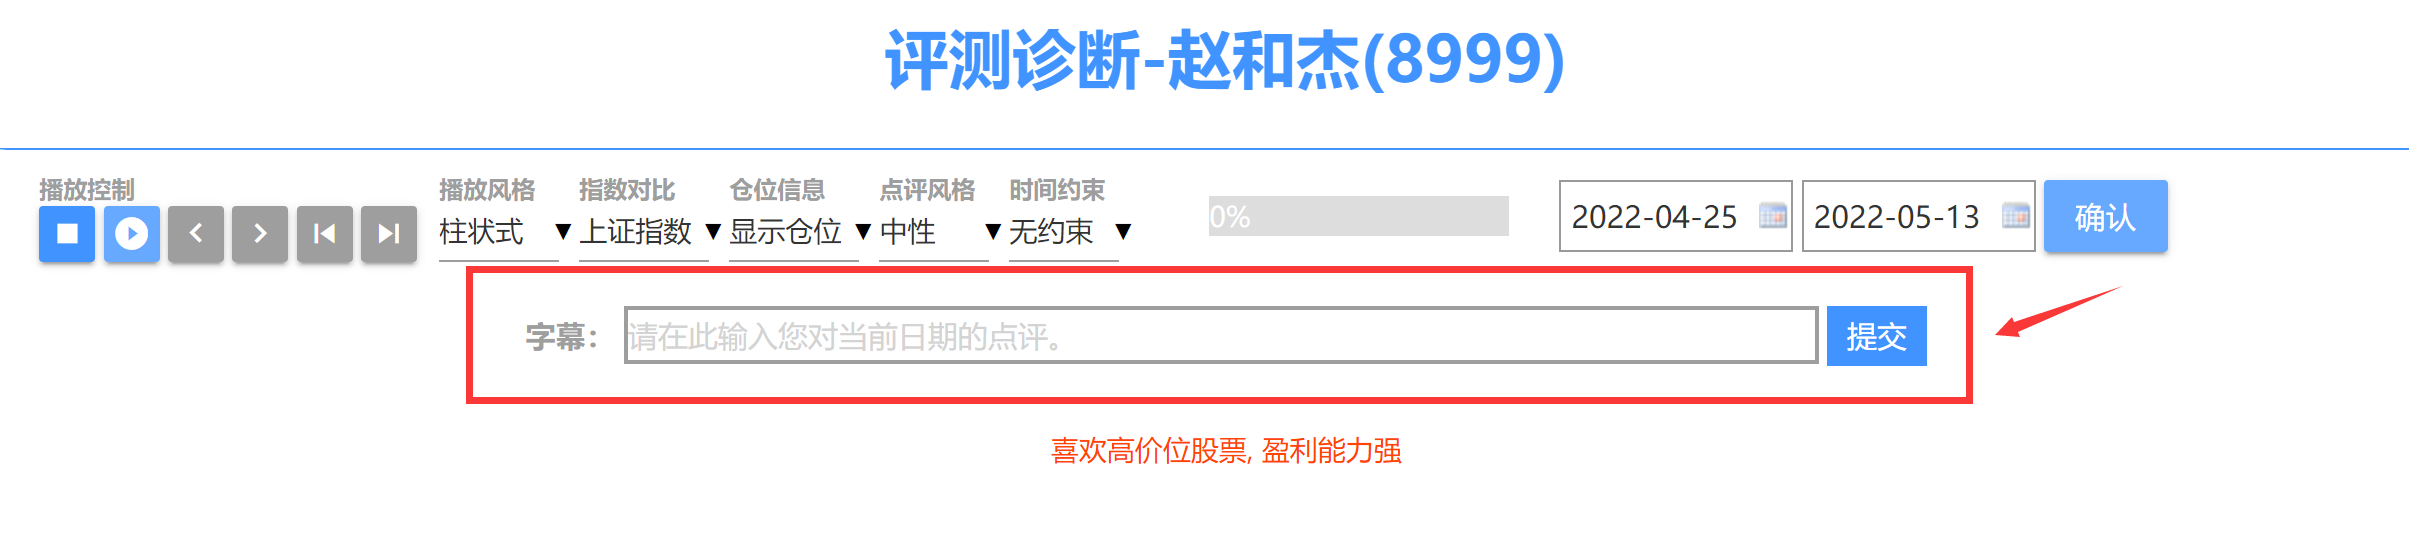 评测诊断-赵和杰(8999)
播放控制 播放风格 指数对比 仓位信息 点评风格 时间约束
柱状式 ▼ 上证指数 ▼ 显示仓位 ▼ 中性 ▼ 无约束 ▼ 0% 2022-04-25 2022-05-13 确认
字幕： 请在此输入您对当前日期的点评。 提交
喜欢高价位股票, 盈利能力强